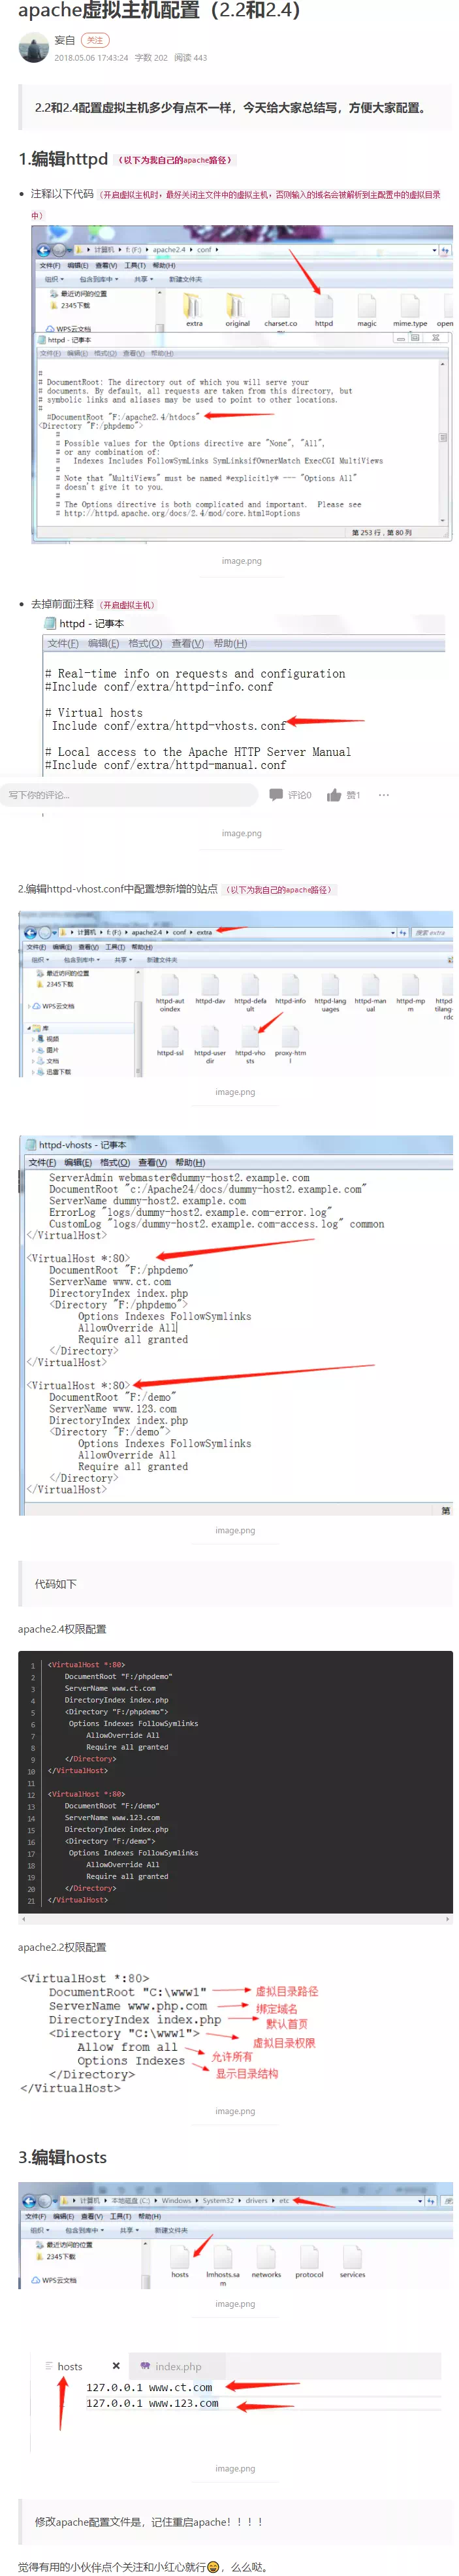 apache虚拟主机配置（2.2和2.4）
妄自 关注
2018.05.06 17:43:24 字数 202 阅读 443
2.2和2.4配置虚拟主机多少有点不一样，今天给大家总结写，方便大家配置。
1.编辑httpd （以下为我自己的apache路径）
注释以下代码（开启虚拟主机时，最好关闭主文件中的虚拟主机，否则输入的域名会被解析到主配置中的虚拟目录
中）
计算机 f: (F:) apache2.4 conf
文件(F) 编辑(E) 查看(V) 工具(T) 帮助(H)
组织 包含到库中 共享 新建文件夹
最近访问的位置
2345下载
WPS云文档
extra original charset.co httpd magic mime.type open
httpd - 记事本
文件(F) 编辑(E) 格式(O) 查看(V) 帮助(H)
#
# DocumentRoot: The directory out of which you will serve your
# documents. By default, all requests are taken from this directory, but
# symbolic links and aliases may be used to point to other locations.
#
#DocumentRoot "F:/apache2.4/htdocs"
<Directory "F:/phpdemo">
#
# Possible values for the Options directive are "None", "All",
# or any combination of:
#   Indexes Includes FollowSymLinks SymLinksifOwnerMatch ExecCGI MultiViews
#
# Note that "MultiViews" must be named *explicitly* --- "Options All"
# doesn't give it to you.
#
# The Options directive is both complicated and important.  Please see
# http://httpd.apache.org/docs/2.4/mod/core.html#options
第 253 行，第 80 列
image.png
去掉前面注释（开启虚拟主机）
httpd - 记事本
文件(F) 编辑(E) 格式(O) 查看(V) 帮助(H)
# Real-time info on requests and configuration
#Include conf/extra/httpd-info.conf
# Virtual hosts
Include conf/extra/httpd-vhosts.conf
# Local access to the Apache HTTP Server Manual
#Include conf/extra/httpd-manual.conf
写下你的评论... 评论0 赞1 ...
image.png
2.编辑httpd-vhost.conf中配置想新增的站点 （以下为我自己的apache路径）
计算机 f: (F:) apache2.4 conf extra 搜索 extra
文件(F) 编辑(E) 查看(V) 工具(T) 帮助(H)
组织 包含到库中 共享 新建文件夹
最近访问的位置
2345下载
WPS云文档
库
视频
图片
文档
迅雷下载
httpd-autoindex httpd-dav httpd-default httpd-info httpd-languages httpd-manual httpd-mpm
httpd-ssl httpd-userdir httpd-vhosts proxy-html
image.png
httpd-vhosts - 记事本
文件(F) 编辑(E) 格式(O) 查看(V) 帮助(H)
ServerAdmin webmaster@dummy-host2.example.com
DocumentRoot "c:/Apache24/docs/dummy-host2.example.com"
ServerName dummy-host2.example.com
ErrorLog "logs/dummy-host2.example.com-error.log"
CustomLog "logs/dummy-host2.example.com-access.log" common
</VirtualHost>
<VirtualHost *:80>
DocumentRoot "F:/phpdemo"
ServerName www.ct.com
DirectoryIndex index.php
<Directory "F:/phpdemo">
Options Indexes FollowSymlinks
AllowOverride All
Require all granted
</Directory>
</VirtualHost>
<VirtualHost *:80>
DocumentRoot "F:/demo"
ServerName www.123.com
DirectoryIndex index.php
<Directory "F:/demo">
Options Indexes FollowSymlinks
AllowOverride All
Require all granted
</Directory>
</VirtualHost>
第
image.png
代码如下
apache2.4权限配置
1 <VirtualHost *:80>
2 DocumentRoot "F:/phpdemo"
3 ServerName www.ct.com
4 DirectoryIndex index.php
5 <Directory "F:/phpdemo">
6 Options Indexes FollowSymlinks
7 AllowOverride All
8 Require all granted
9 </Directory>
10 </VirtualHost>
11
12 <VirtualHost *:80>
13 DocumentRoot "F:/demo"
14 ServerName www.123.com
15 DirectoryIndex index.php
16 <Directory "F:/demo">
17 Options Indexes FollowSymlinks
18 AllowOverride All
19 Require all granted
20 </Directory>
21 </VirtualHost>
apache2.2权限配置
<VirtualHost *:80>
DocumentRoot "C:\www1" 虚拟目录路径
ServerName www.php.com 绑定域名
DirectoryIndex index.php 默认首页
<Directory "C:\www1"> 虚拟目录权限
Allow from all 允许所有
Options Indexes 显示目录结构
</Directory>
</VirtualHost>
image.png
3.编辑hosts
计算机 本地磁盘 (C:) Windows System32 drivers etc
文件(F) 编辑(E) 查看(V) 工具(T) 帮助(H)
组织 包含到库中 共享 新建文件夹
最近访问的位置
2345下载
WPS云文档
hosts lmhosts.sam networks protocol services
image.png
hosts × index.php
127.0.0.1 www.ct.com
127.0.0.1 www.123.com
image.png
修改apache配置文件是，记住重启apache！！！！
觉得有用的小伙伴点个关注和小红心就行😄，么么哒。